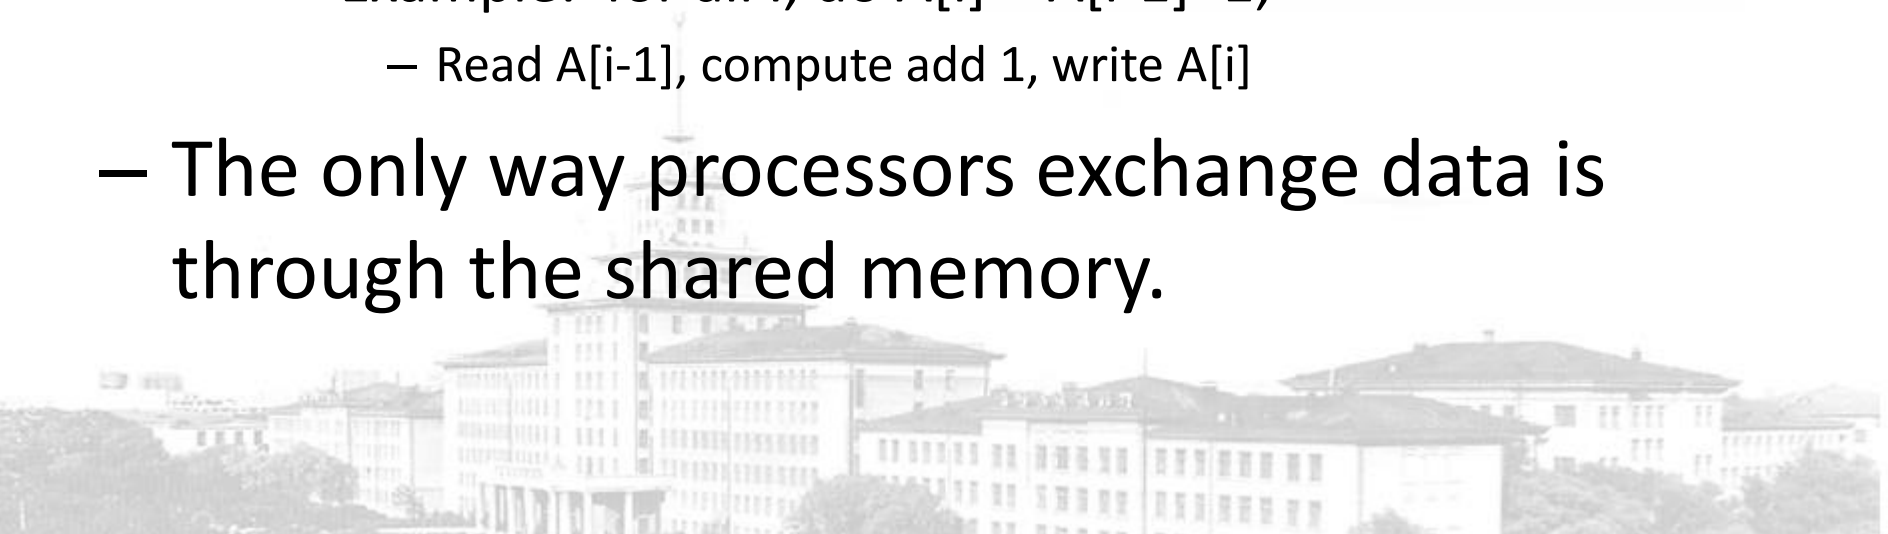 – Read A[i-1], compute add 1, write A[i]
– The only way processors exchange data is
through the shared memory.